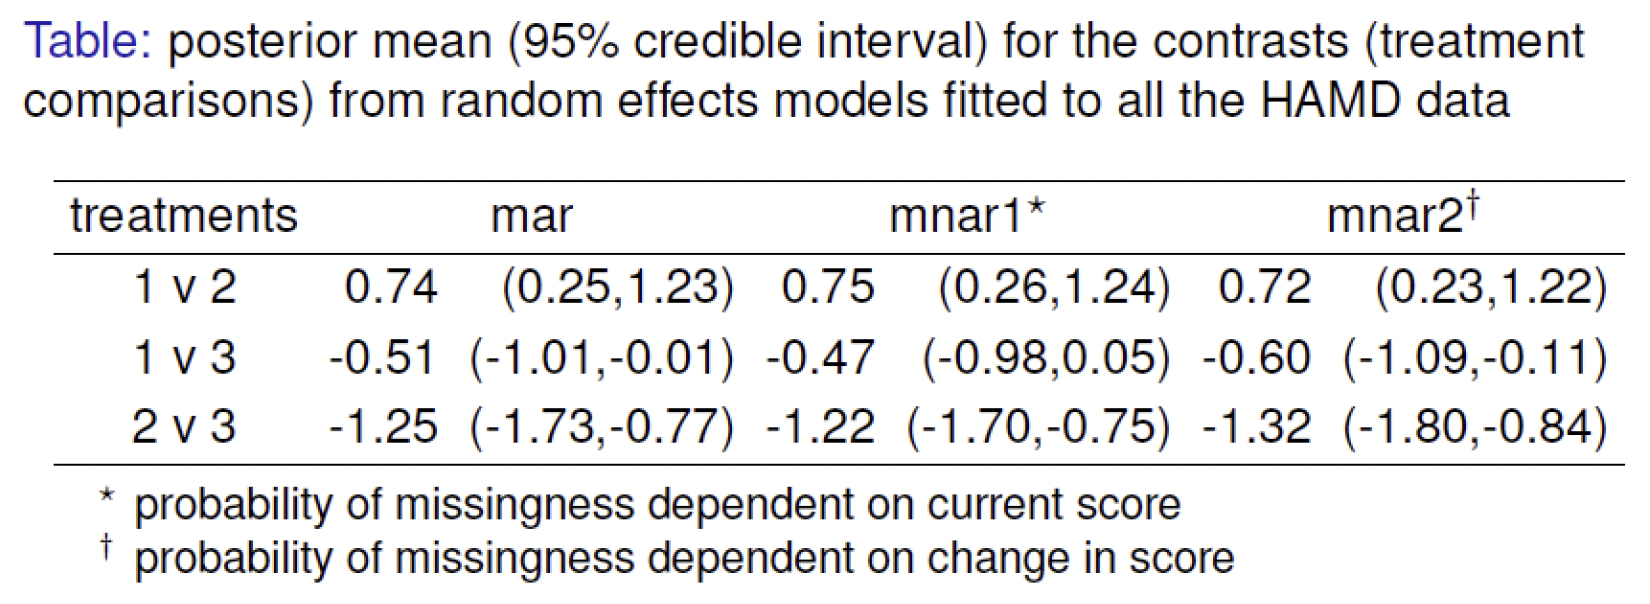 Table: posterior mean (95% credible interval) for the contrasts (treatment
comparisons) from random effects models fitted to all the HAMD data
treatments mar mnar1* mnar2†
1 v 2 0.74 (0.25,1.23) 0.75 (0.26,1.24) 0.72 (0.23,1.22)
1 v 3 -0.51 (-1.01,-0.01) -0.47 (-0.98,0.05) -0.60 (-1.09,-0.11)
2 v 3 -1.25 (-1.73,-0.77) -1.22 (-1.70,-0.75) -1.32 (-1.80,-0.84)
* probability of missingness dependent on current score
† probability of missingness dependent on change in score